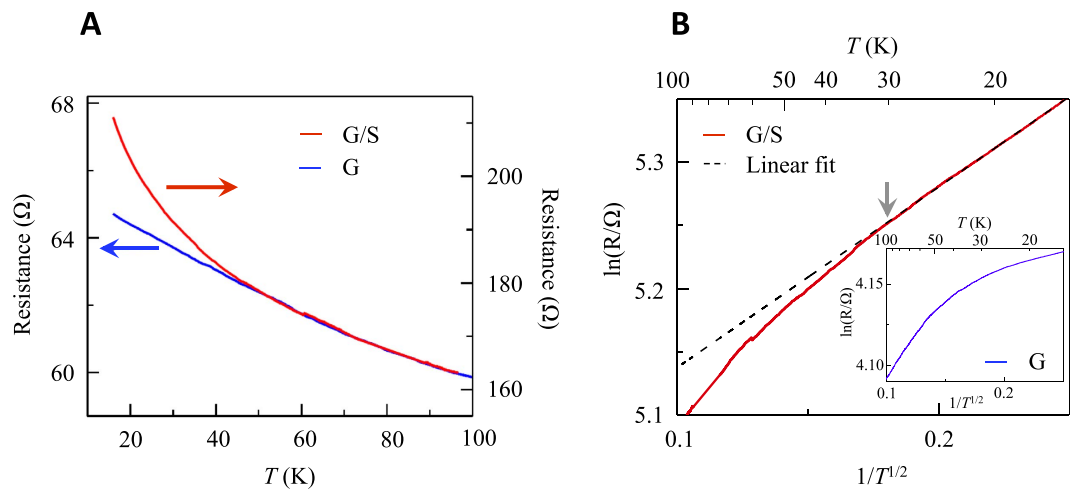 A
68
64
60
Resistance (Ω)
G/S
G
200
180
160
Resistance (Ω)
20
40
60
80
100
T (K)
B
T (K)
100
50
40
30
20
5.3
5.2
5.1
ln(R/Ω)
G/S
Linear fit
T (K)
100
50
30
20
4.15
4.10
ln(R/Ω)
G
0.1
0.2
1/T1/2
0.1
0.2
1/T1/2